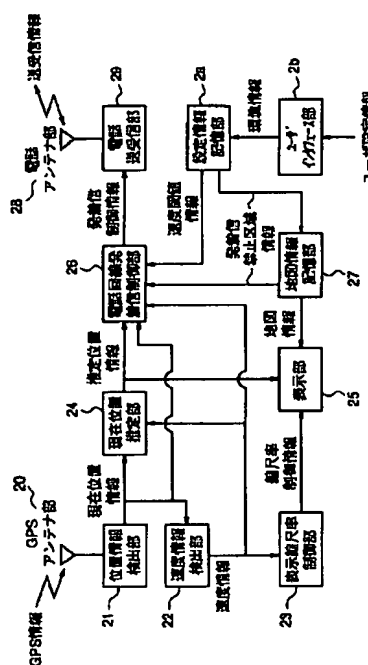 GPS情報
20
GPS
アンテナ部
21
位置情報
検出部
22
速度情報
検出部
速度情報
23
表示縮尺率
制御部
現在位置
情報
24
現在位置
推定部
推定位置
情報
縮尺率
制御情報
25
表示部
26
電話回線発
着信制御部
地図
情報
27
地図情報
記憶部
発着信
禁止区域
情報
速度閾値
情報
発着信
制御情報
28
電話
アンテナ部
送受信情報
29
電話
送受信部
2a
設定情報
記憶部
環境情報
2b
ユーザ
インタフェース部